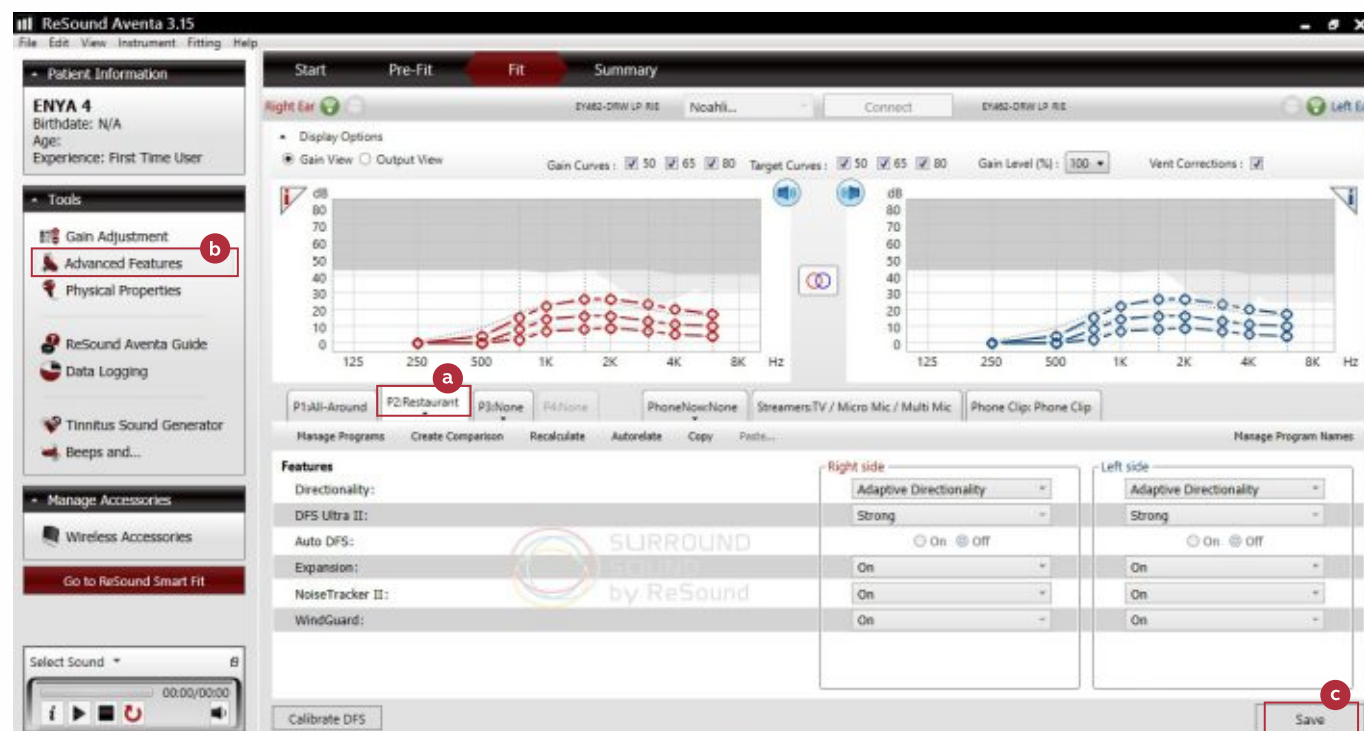 ReSound Aventa 3.15
File Edit View Instrument Fitting Help
Patient Information
ENYA 4
Birthdate: N/A
Age:
Experience: First Time User
Tools
Gain Adjustment
b
Advanced Features
Physical Properties
ReSound Aventa Guide
Data Logging
Tinnitus Sound Generator
Beeps and...
Manage Accessories
Wireless Accessories
Go to ReSound Smart Fit
Select Sound
00:00/00:00
i
Start Pre-Fit Fit Summary
Right Ear Noahli... Connect Left
Display Options
Gain View Output View Gain Curves: 50 65 80 Target Curves: 50 65 80 Gain Level (%): 100 Vent Corrections:
i dB
80
70
60
50
40
30
20
10
0
125 250 500 1K 2K 4K 8K Hz
dB i
80
70
60
50
40
30
20
10
0
125 250 500 1K 2K 4K 8K Hz
a
P1:All-Around P2:Restaurant P3:None P4:None PhoneNow:None Streamers:TV / Micro Mic / Multi Mic Phone Clip: Phone Clip
Manage Programs Create Comparison Recalculate Autorelate Copy Paste... Manage Program Names
Features Right side Left side
Directionality: Adaptive Directionality Adaptive Directionality
DFS Ultra II: Strong Strong
Auto DFS: On Off On Off
Expansion: On On
NoiseTracker II: On On
WindGuard: On On
SURROUND
SOUND
by ReSound
c
Calibrate DFS Save